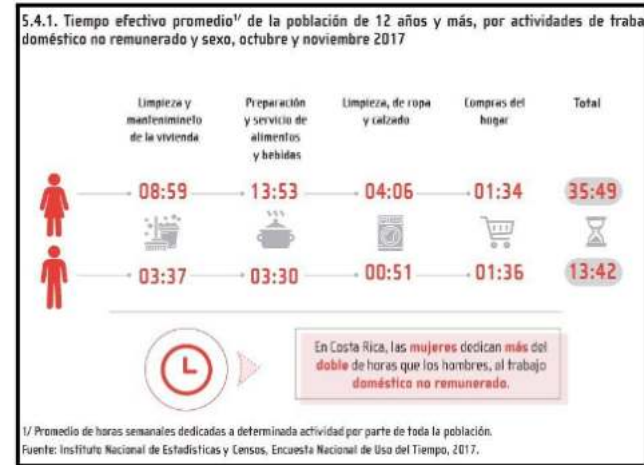 5.4.1. Tiempo efectivo promedio¹/ de la población de 12 años y más, por actividades de traba
doméstico no remunerado y sexo, octubre y noviembre 2017
Limpieza y
mantenimineto
de la vivienda
Preparación
y servicio de
alimentos
y bebidas
Limpieza, de ropa
y calzado
Compras del
hogar
Total
08:59 13:53 04:06 01:34 35:49
03:37 03:30 00:51 01:36 13:42
En Costa Rica, las mujeres dedican más del
doble de horas que los hombres, al trabajo
doméstico no remunerado.
1/ Promedio de horas semanales dedicadas a determinada actividad por parte de toda la población.
Fuente: Instituto Nacional de Estadísticas y Censos, Encuesta Nacional de Uso del Tiempo, 2017.